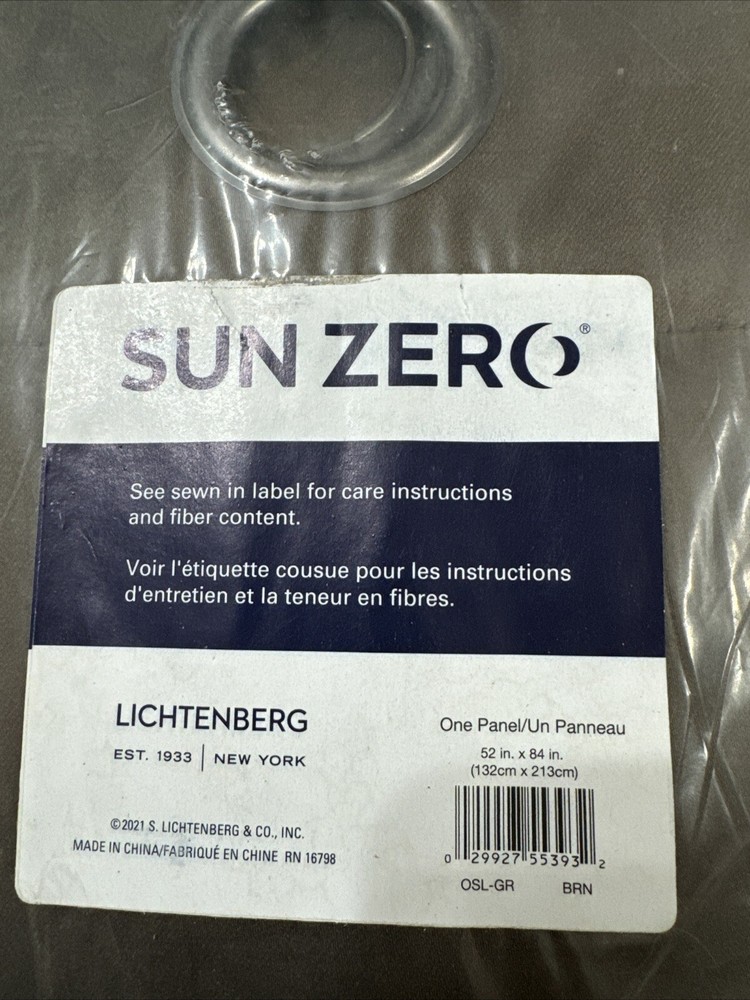 SUN ZERO®
See sewn in label for care instructions
and fiber content.
Voir l'étiquette cousue pour les instructions
d'entretien et la teneur en fibres.
LICHTENBERG
EST. 1933 | NEW YORK
©2021 S. LICHTENBERG & CO., INC.
MADE IN CHINA/FABRIQUÉ EN CHINE RN 16798
One Panel/Un Panneau
52 in. x 84 in.
(132cm x 213cm)
0 29927 55393 2
OSL-GR BRN